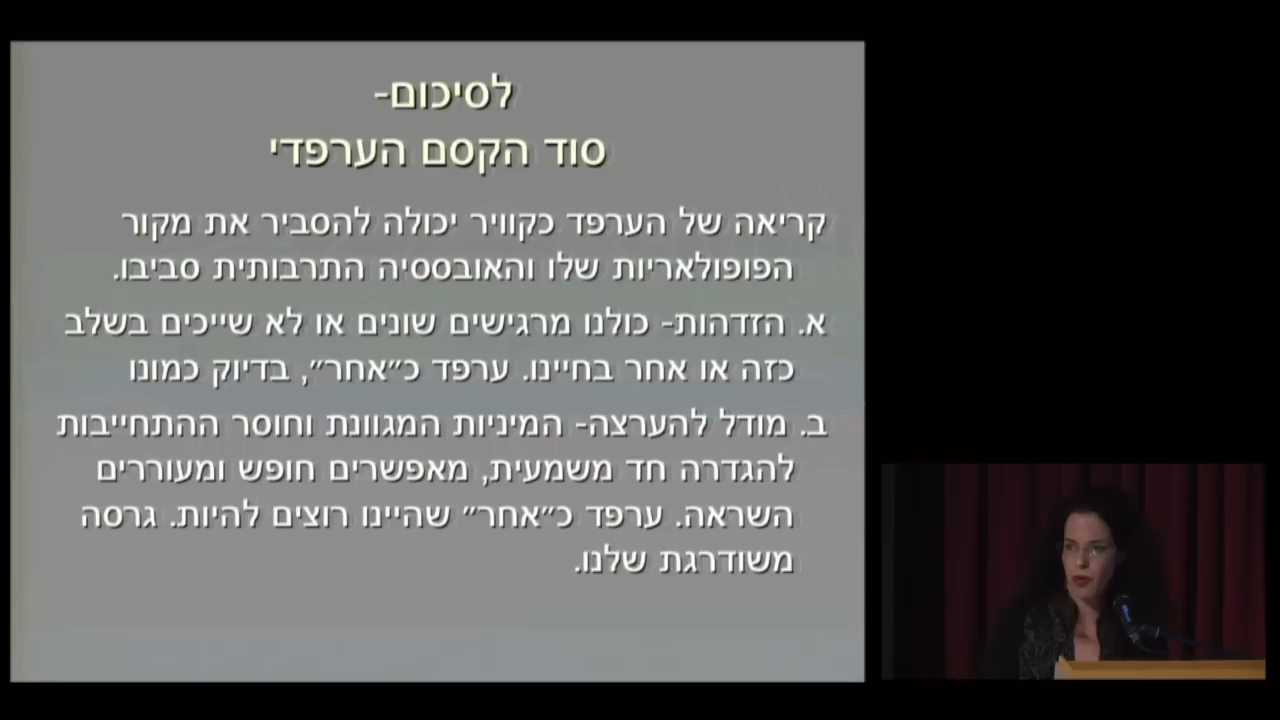 לסיכום-
סוד הקסם הערפדי
קריאה של הערפד כקוויר יכולה להסביר את מקור
הפופולאריות שלו והאובססיה התרבותית סביבו.
א. הזדהות- כולנו מרגישים שונים או לא שייכים בשלב
כזה או אחר בחיינו. ערפד כ״אחר״, בדיוק כמונו
ב. מודל להערצה- המיניות המגוונת וחוסר ההתחייבות
להגדרה חד משמעית, מאפשרים חופש ומעוררים
השראה. ערפד כ״אחר״ שהיינו רוצים להיות. גרסה
משודרגת שלנו.